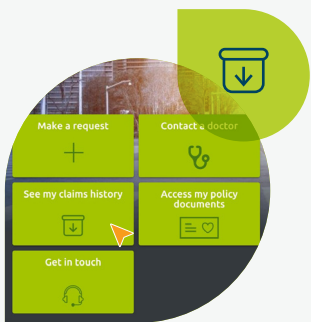 Make a request
Contact a doctor
See my claims history
Access my policy
documents
Get in touch